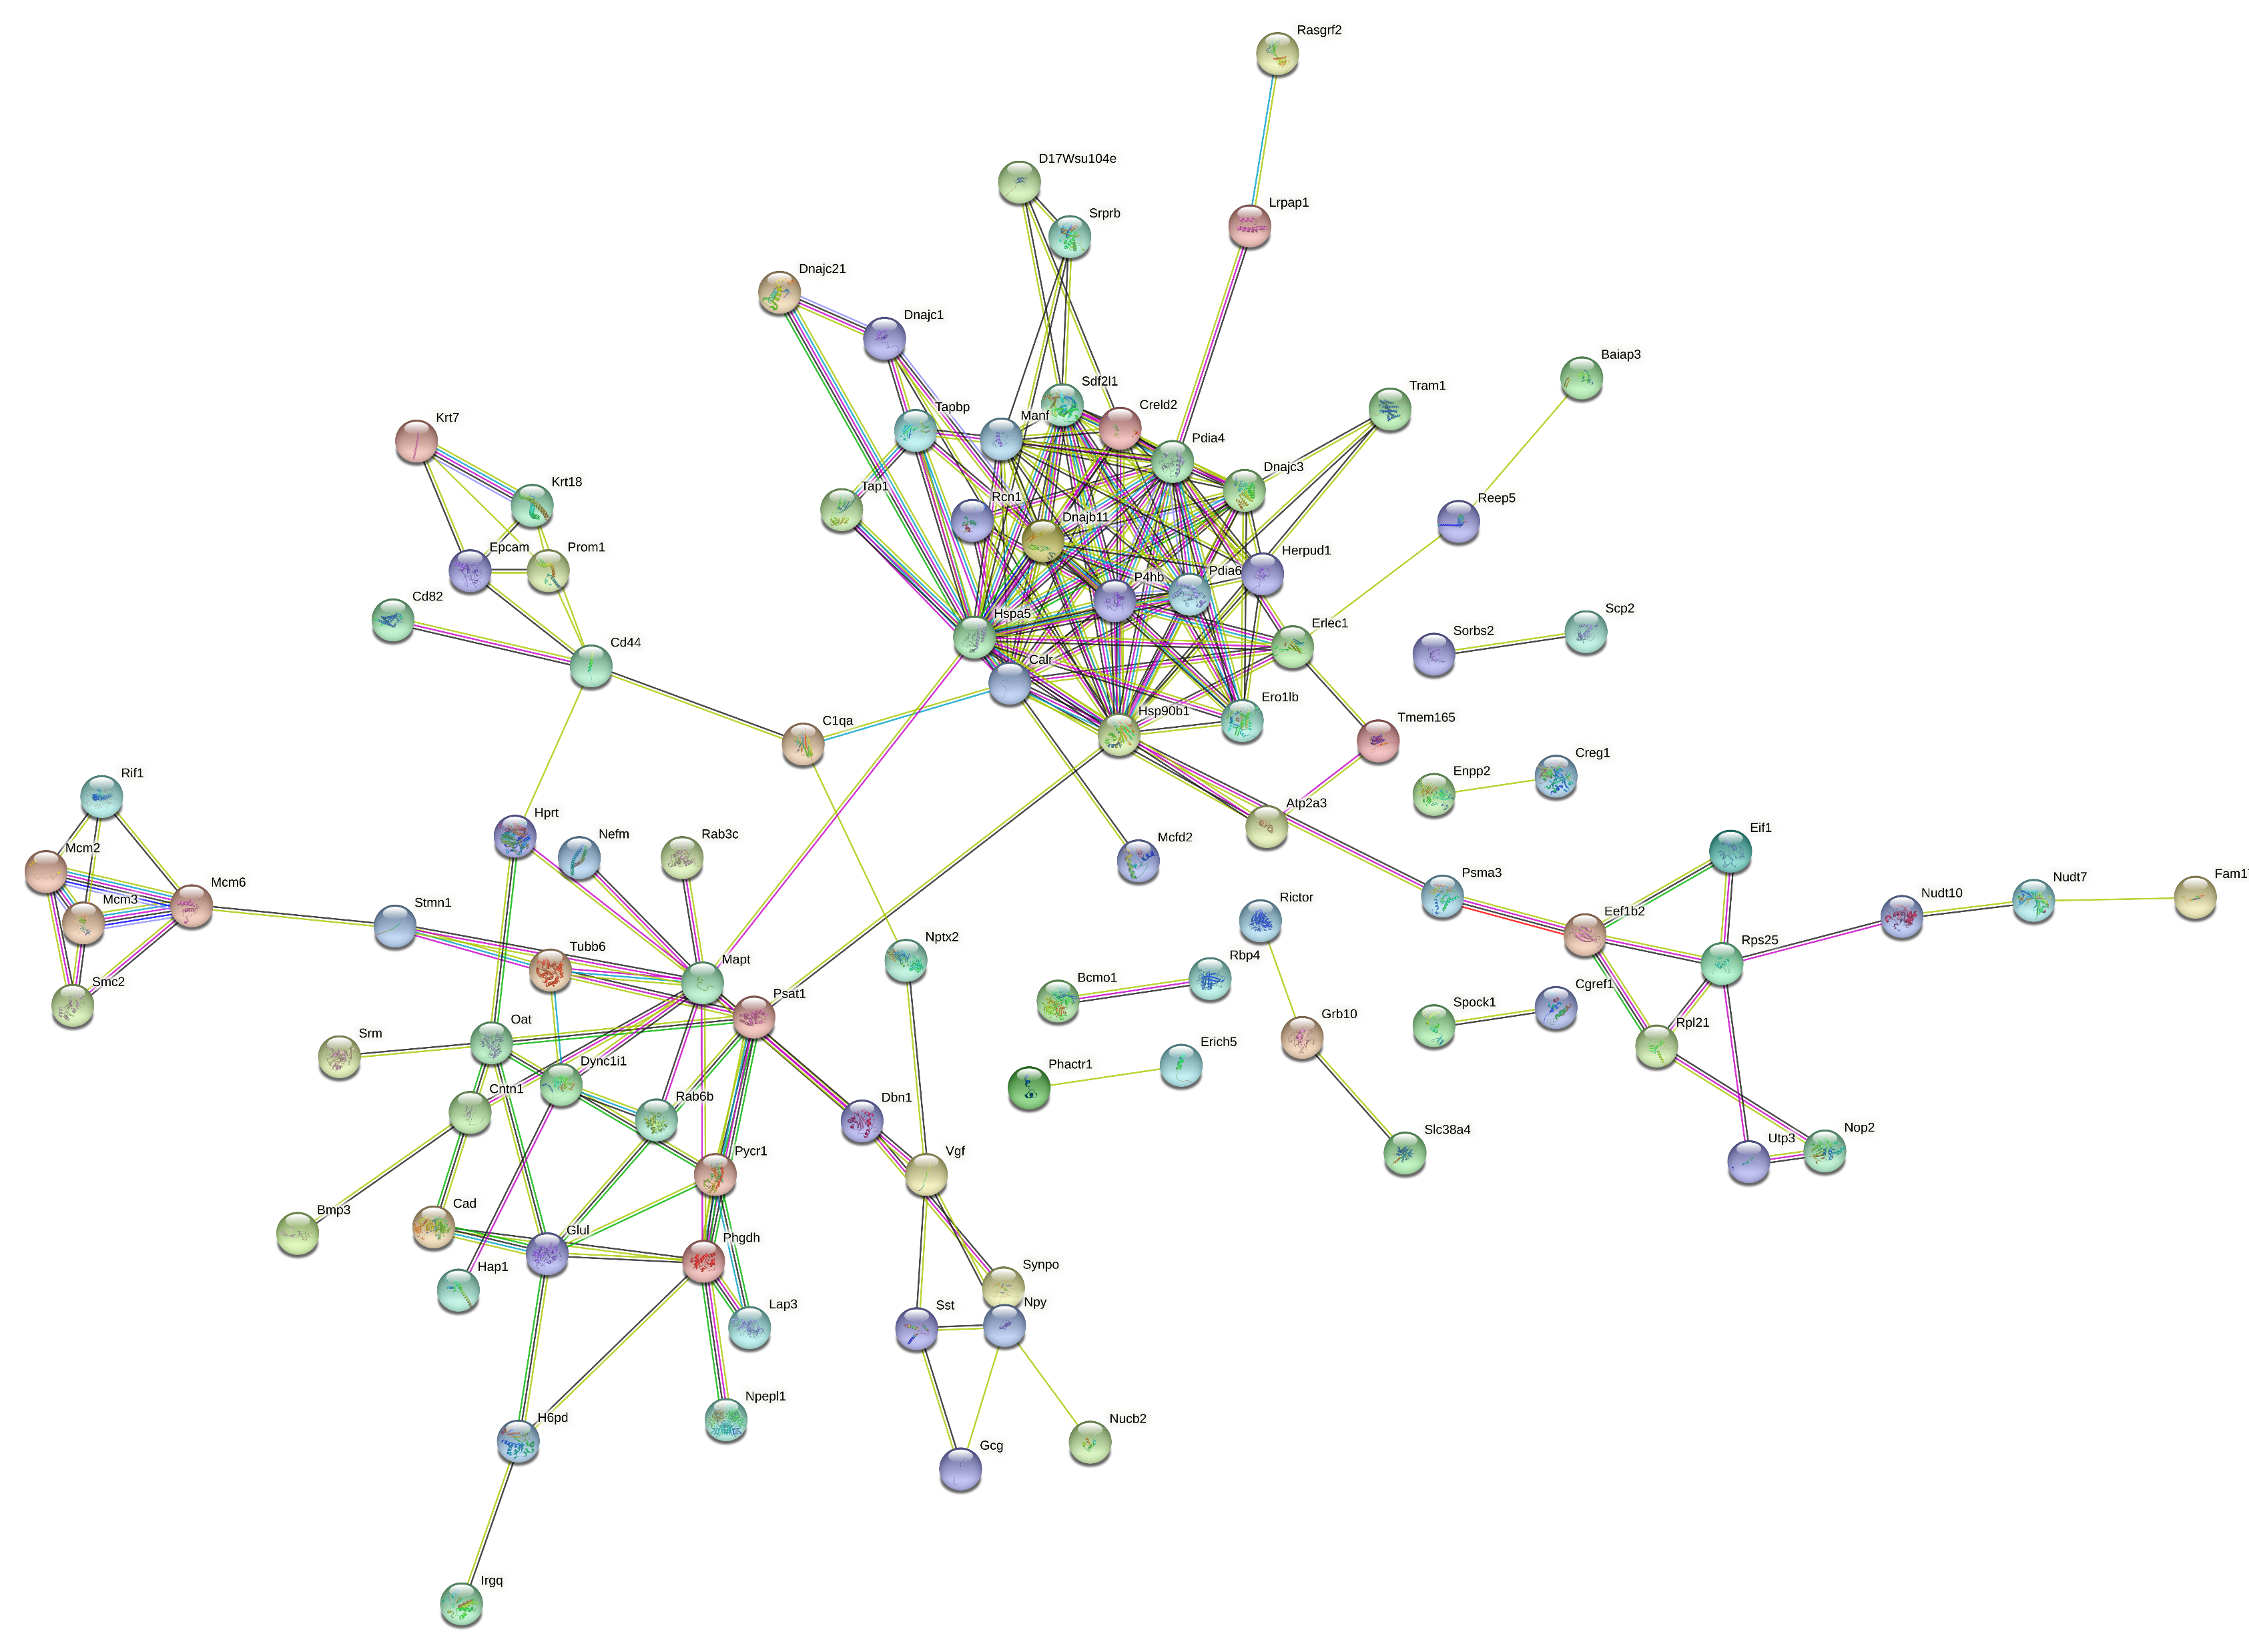 Rasgrf2
D17Wsu104e
Lrpap1
Srprb
Dnajc21
Dnajc1
Baiap3
Sdf2l1
Tram1
Creld2
Tapbp
Manf
Krt7
Pdia4
Dnajc3
Krt18
Tap1
Rcn1
Reep5
Dnajb11
Epcam
Prom1
Herpud1
P4hb
Pdia6
Cd82
Scp2
Hspa5
Erlec1
Sorbs2
Cd44
Calr
Ero1lb
Hsp90b1
C1qa
Tmem165
Creg1
Rif1
Enpp2
Atp2a3
Hprt
Nefm
Rab3c
Mcfd2
Eif1
Mcm2
Psma3
Mcm6
Nudt7
Fam1
Mcm3
Rictor
Nudt10
Stmn1
Eef1b2
Nptx2
Rps25
Tubb6
Mapt
Rbp4
Bcmo1
Smc2
Cgref1
Psat1
Spock1
Grb10
Oat
Rpl21
Srm
Erich5
Dync1i1
Phactr1
Cntn1
Rab6b
Dbn1
Slc38a4
Nop2
Utp3
Pycr1
Vgf
Cad
Bmp3
Glul
Phgdh
Hap1
Synpo
Npy
Lap3
Sst
Npepl1
H6pd
Nucb2
Gcg
Irgq